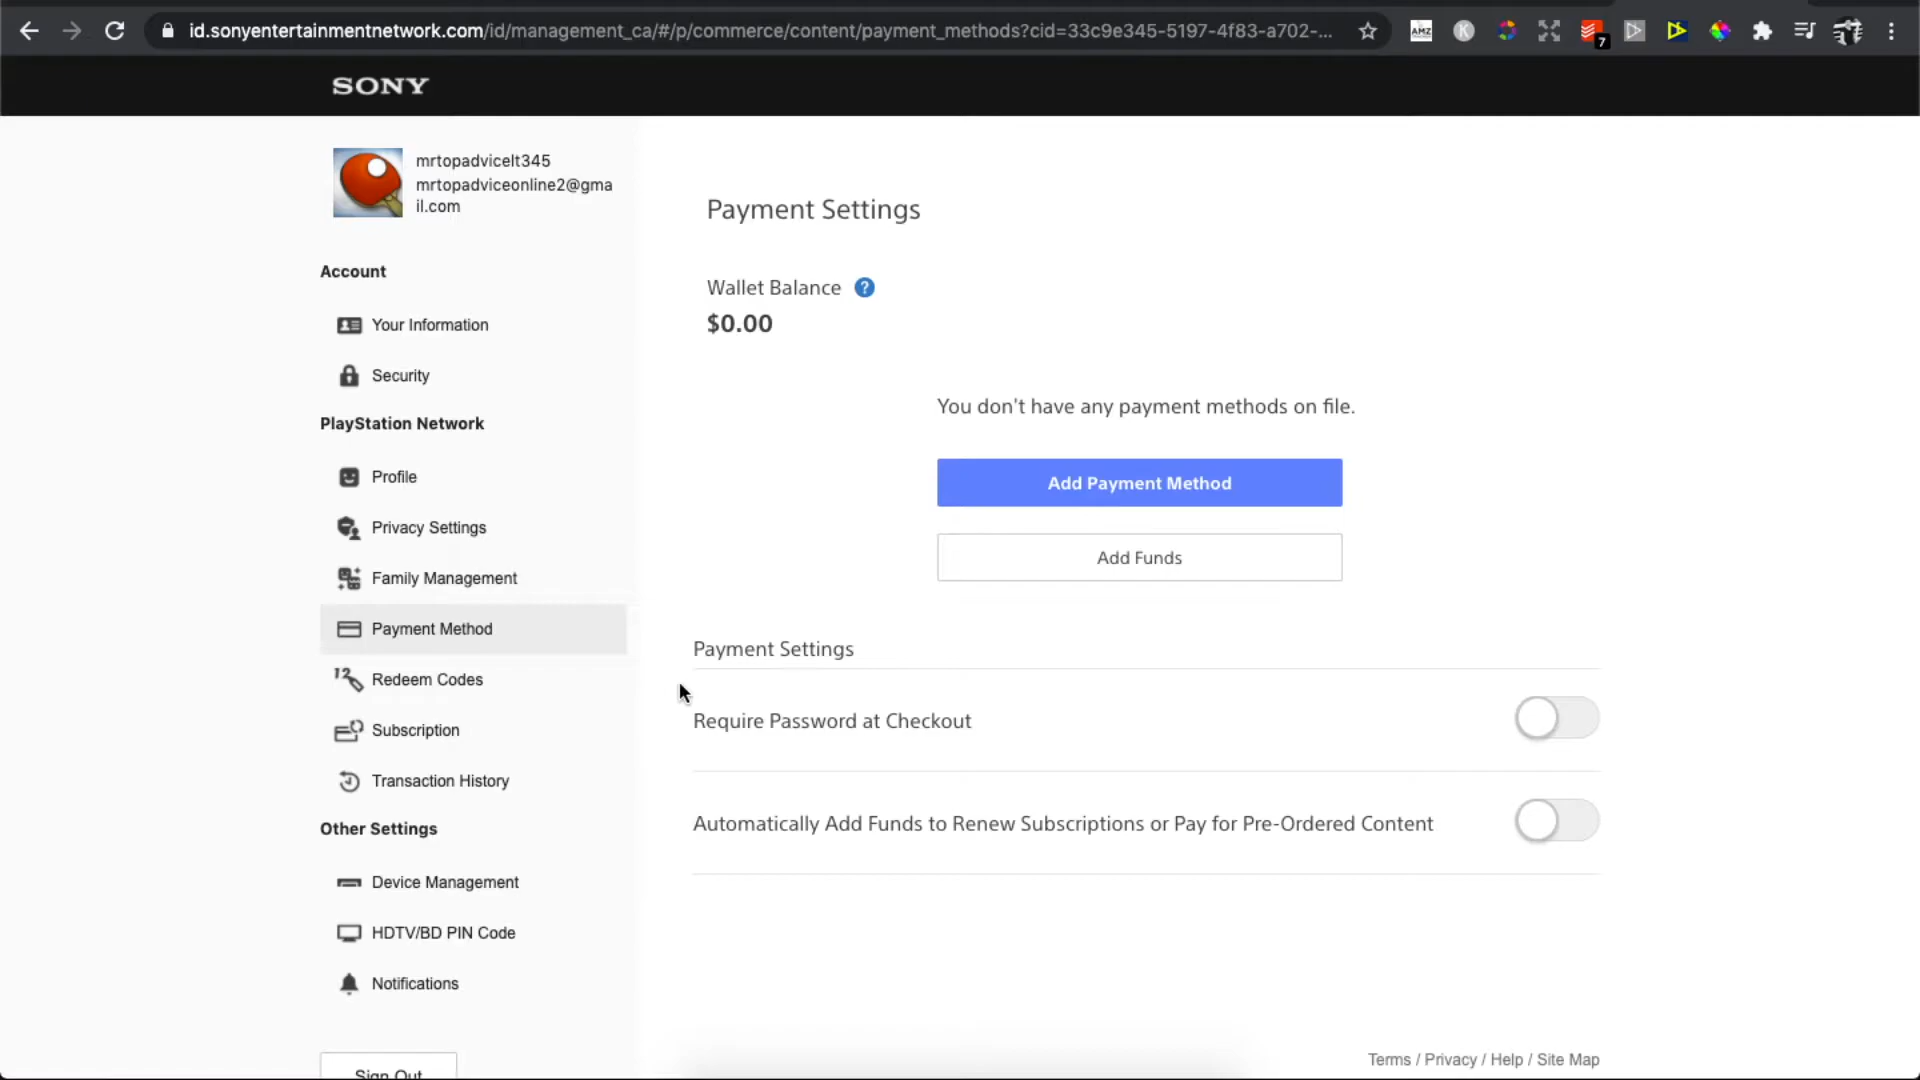 id.sonyentertainmentnetwork.com/id/management_ca/#/p/commerce/content/payment_methods?cid=33c9e345-5197-4f83-a702-...
AMZ
K
7
SONY
mrtopadvicelt345
mrtopadviceonline2@gma
il.com
Account
Your Information
Security
PlayStation Network
Profile
Privacy Settings
Family Management
Payment Method
12
Redeem Codes
Subscription
Transaction History
Other Settings
Device Management
HDTV/BD PIN Code
Notifications
Sign Out
Payment Settings
Wallet Balance ?
$0.00
You don't have any payment methods on file.
Add Payment Method
Add Funds
Payment Settings
Require Password at Checkout
Automatically Add Funds to Renew Subscriptions or Pay for Pre-Ordered Content
Terms / Privacy / Help / Site Map